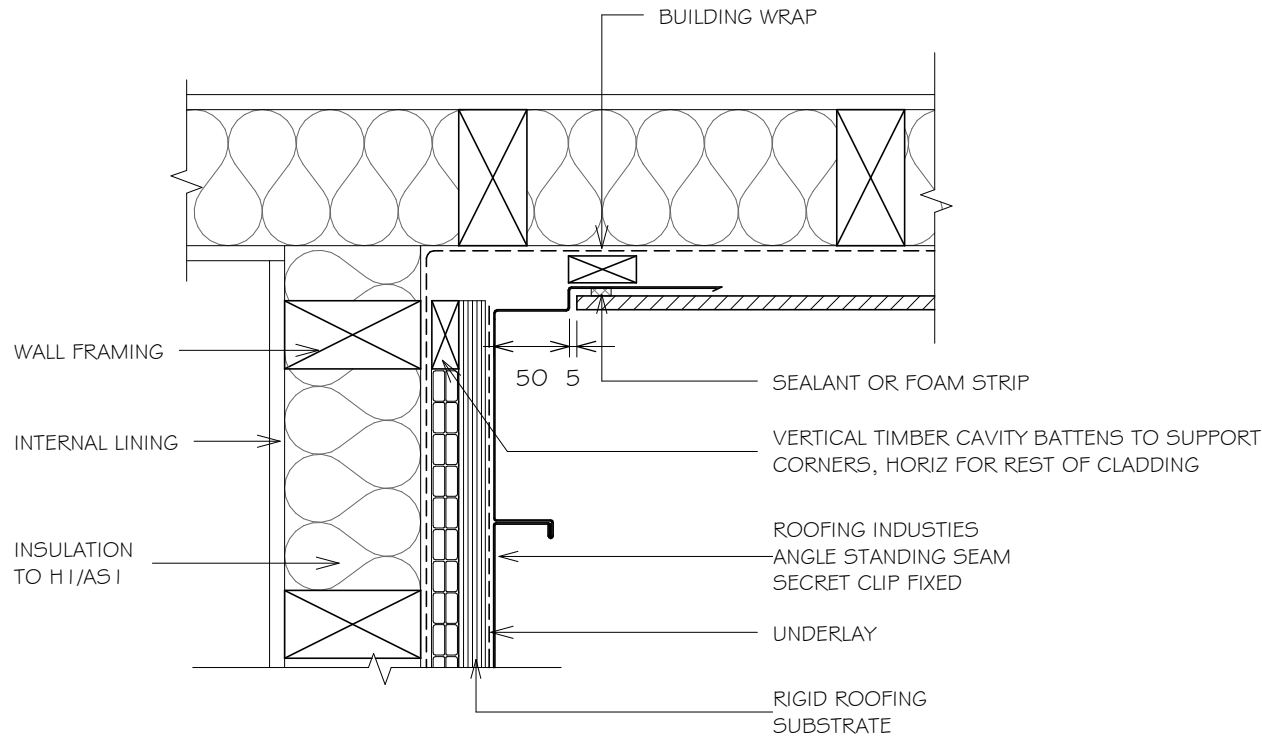 BUILDING WRAP
WALL FRAMING
50 5
SEALANT OR FOAM STRIP
INTERNAL LINING
VERTICAL TIMBER CAVITY BATTENS TO SUPPORT
CORNERS, HORIZ FOR REST OF CLADDING
INSULATION
TO H1/AS1
ROOFING INDUSTIES
ANGLE STANDING SEAM
SECRET CLIP FIXED
UNDERLAY
RIGID ROOFING
SUBSTRATE